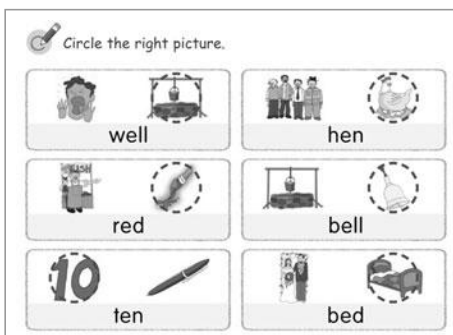 Circle the right picture.
well
hen
red
bell
10
ten
bed